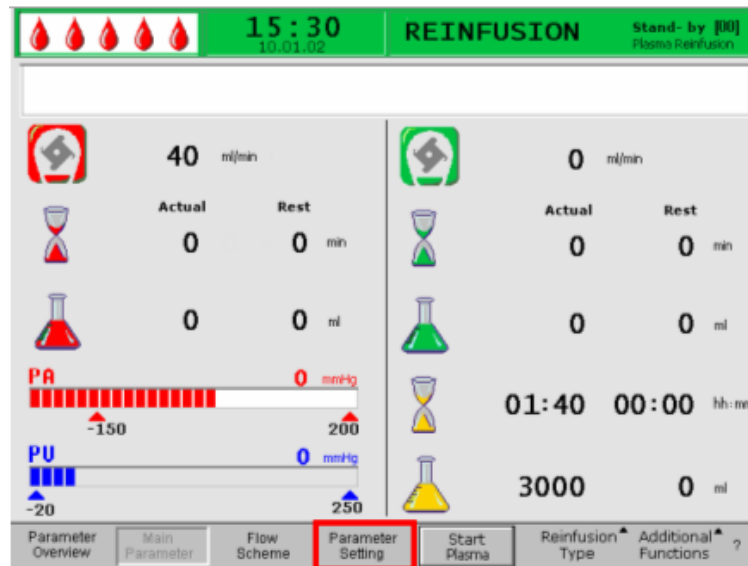 15:30
10.01.02
REINFUSION
Stand-by [00]
Plasma Reinfusion
40 ml/min
0 ml/min
Actual Rest
0 0 min
0 0 ml
Actual Rest
0 0 min
0 0 ml
PA 0 mmHg
-150 200
PV 0 mmHg
-20 250
01:40 00:00 hh:mm
3000 0 ml
Parameter Overview
Main Parameter
Flow Scheme
Parameter Setting
Start Plasma
Reinfusion Type
Additional Functions
?